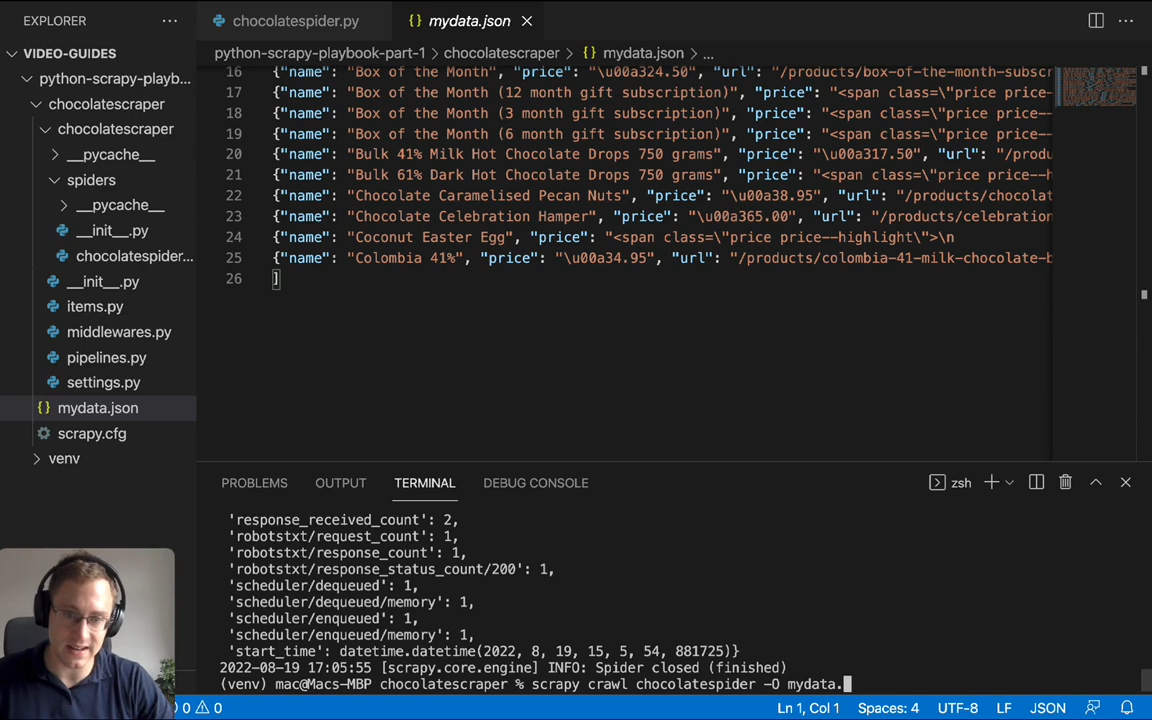 EXPLORER ···
chocolatespider.py
{} mydata.json ×
VIDEO-GUIDES
python-scrapy-playbook-part-1 > chocolatescraper > {} mydata.json > ...
python-scrapy-playb...
chocolatescraper
chocolatescraper
__pycache__
spiders
__pycache__
__init__.py
chocolatespider...
__init__.py
items.py
middlewares.py
pipelines.py
settings.py
{} mydata.json
scrapy.cfg
venv
16 {"name": "Box of the Month", "price": "\u00a324.50", "url": "/products/box-of-the-month-subscr
17 {"name": "Box of the Month (12 month gift subscription)", "price": "<span class=\"price price-
18 {"name": "Box of the Month (3 month gift subscription)", "price": "<span class=\"price price--
19 {"name": "Box of the Month (6 month gift subscription)", "price": "<span class=\"price price--
20 {"name": "Bulk 41% Milk Hot Chocolate Drops 750 grams", "price": "\u00a317.50", "url": "/produ
21 {"name": "Bulk 61% Dark Hot Chocolate Drops 750 grams", "price": "<span class=\"price price--h
22 {"name": "Chocolate Caramelised Pecan Nuts", "price": "\u00a38.95", "url": "/products/chocolat
23 {"name": "Chocolate Celebration Hamper", "price": "\u00a365.00", "url": "/products/celebration
24 {"name": "Coconut Easter Egg", "price": "<span class=\"price price--highlight\">\n
25 {"name": "Colombia 41%", "price": "\u00a34.95", "url": "/products/colombia-41-milk-chocolate-b
26 ]
PROBLEMS OUTPUT TERMINAL DEBUG CONSOLE
zsh
'response_received_count': 2,
'robotstxt/request_count': 1,
'robotstxt/response_count': 1,
'robotstxt/response_status_count/200': 1,
'scheduler/dequeued': 1,
'scheduler/dequeued/memory': 1,
'scheduler/enqueued': 1,
'scheduler/enqueued/memory': 1,
'start_time': datetime.datetime(2022, 8, 19, 15, 5, 54, 881725)}
2022-08-19 17:05:55 [scrapy.core.engine] INFO: Spider closed (finished)
(venv) mac@Macs-MBP chocolatescraper % scrapy crawl chocolatespider -O mydata.
0 0 Ln 1, Col 1 Spaces: 4 UTF-8 LF JSON